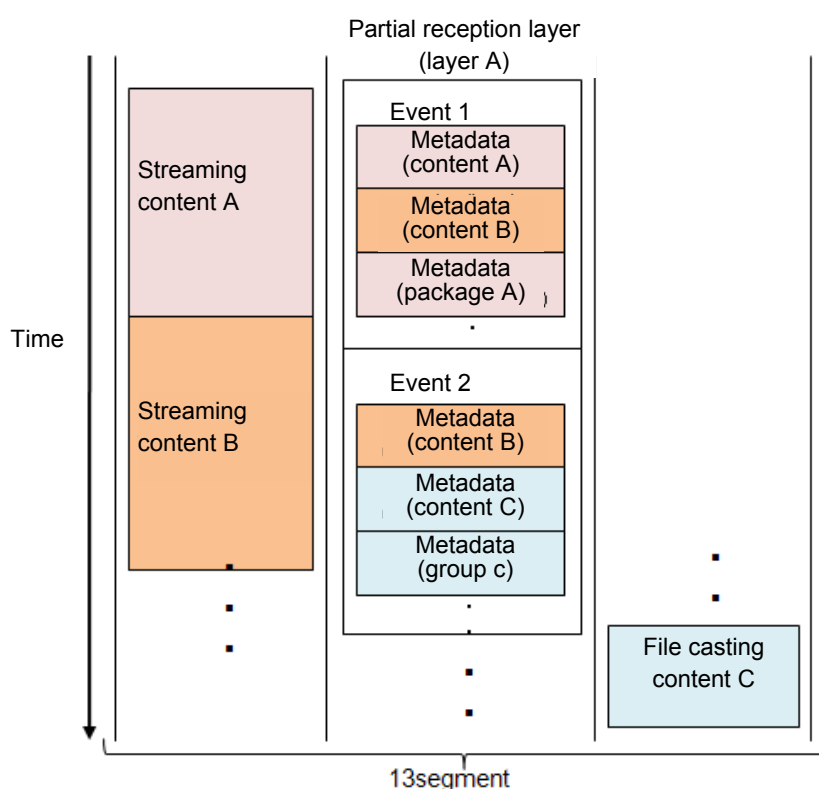 Partial reception layer
(layer A)
Event 1
Metadata
(content A)
Streaming
content A
Metadata
(content B)
Metadata
(package A)
Time
Event 2
Streaming
content B
Metadata
(content B)
Metadata
(content C)
Metadata
(group c)
File casting
content C
13segment